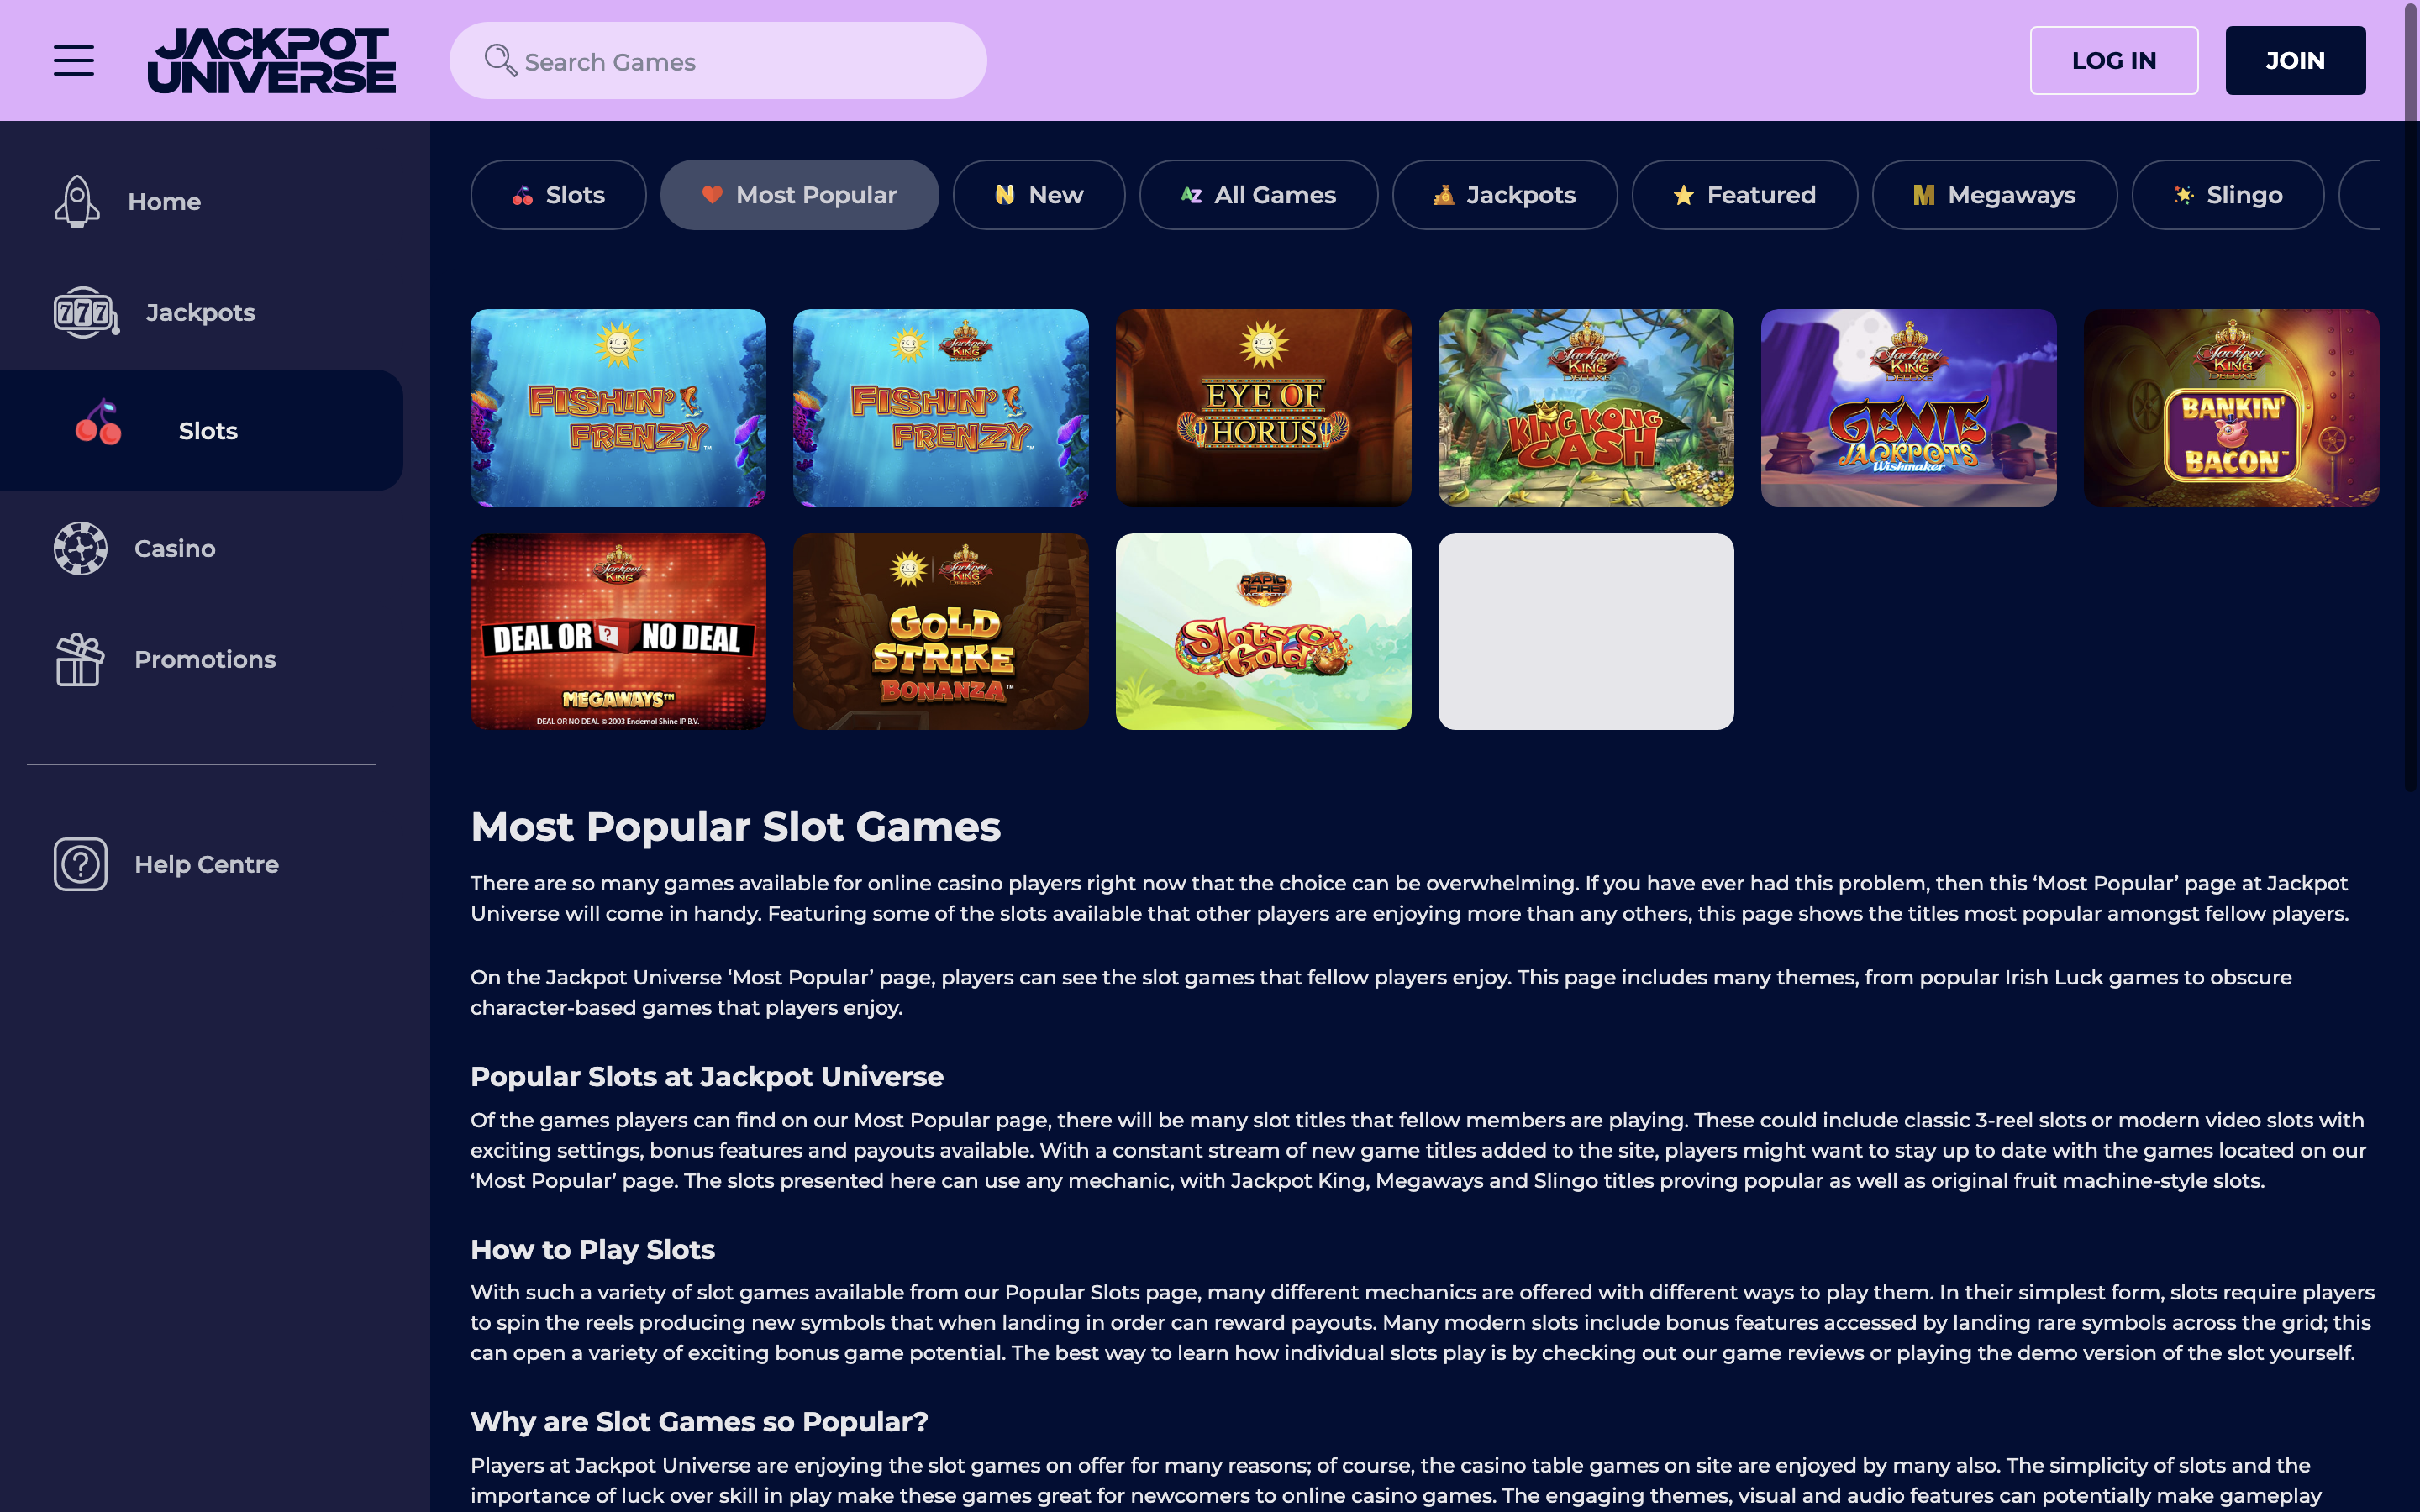 JACKPOT
UNIVERSE
Search Games
LOG IN
JOIN
Home
Jackpots
Slots
Casino
Promotions
Help Centre
Slots
Most Popular
N New
AZ All Games
Jackpots
Featured
M Megaways
Slingo
777
FISHIN'
FRENZY™
Jackpot
KING
FISHIN'
FRENZY™
EYE OF
HORUS
Jackpot
KING
DELUXE
KING KONG
CASH
Jackpot
KING
DELUXE
GENIE
JACKPOTS
Wishmaker
Jackpot
KING
DELUXE
BANKIN'
BACON™
Jackpot
KING
DEAL OR ? NO DEAL
MEGAWAYS™
DEAL OR NO DEAL © 2003 Endemol Shine IP B.V.
Jackpot
KING
GOLD
STRIKE
BONANZA™
RAPID
FIRE
JACKPOTS
Slots O'
Gold
Most Popular Slot Games
There are so many games available for online casino players right now that the choice can be overwhelming. If you have ever had this problem, then this ‘Most Popular’ page at Jackpot
Universe will come in handy. Featuring some of the slots available that other players are enjoying more than any others, this page shows the titles most popular amongst fellow players.
On the Jackpot Universe ‘Most Popular’ page, players can see the slot games that fellow players enjoy. This page includes many themes, from popular Irish Luck games to obscure
character-based games that players enjoy.
Popular Slots at Jackpot Universe
Of the games players can find on our Most Popular page, there will be many slot titles that fellow members are playing. These could include classic 3-reel slots or modern video slots with
exciting settings, bonus features and payouts available. With a constant stream of new game titles added to the site, players might want to stay up to date with the games located on our
‘Most Popular’ page. The slots presented here can use any mechanic, with Jackpot King, Megaways and Slingo titles proving popular as well as original fruit machine-style slots.
How to Play Slots
With such a variety of slot games available from our Popular Slots page, many different mechanics are offered with different ways to play them. In their simplest form, slots require players
to spin the reels producing new symbols that when landing in order can reward payouts. Many modern slots include bonus features accessed by landing rare symbols across the grid; this
can open a variety of exciting bonus game potential. The best way to learn how individual slots play is by checking out our game reviews or playing the demo version of the slot yourself.
Why are Slot Games so Popular?
Players at Jackpot Universe are enjoying the slot games on offer for many reasons; of course, the casino table games on site are enjoyed by many also. The simplicity of slots and the
importance of luck over skill in play make these games great for newcomers to online casino games. The engaging themes, visual and audio features can potentially make gameplay